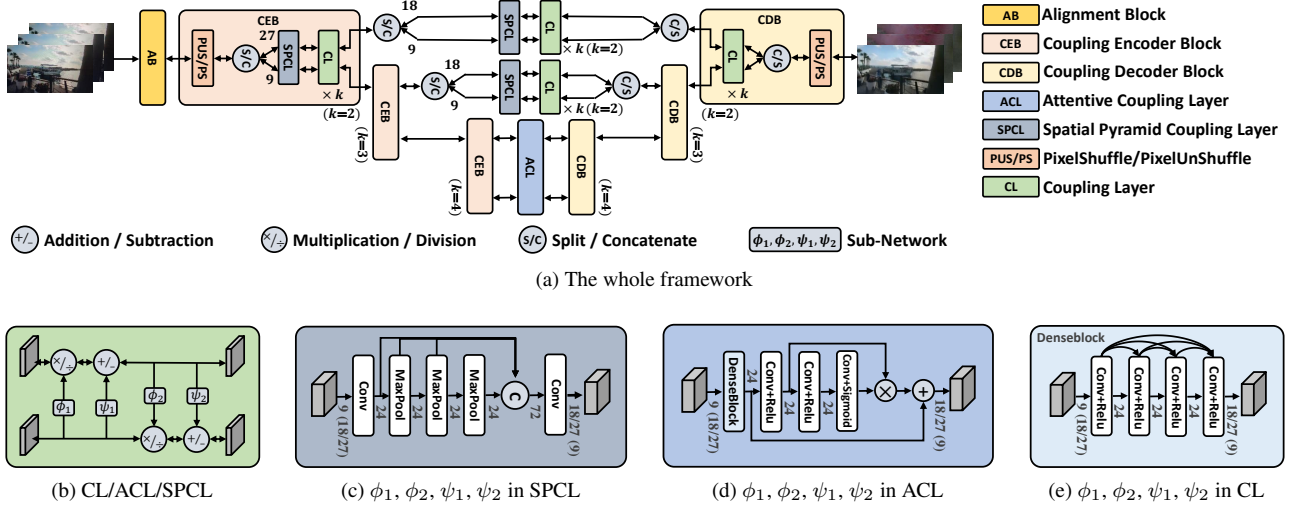 AB
CEB
PUS/PS
S/C
27
9
SPCL
CL
× k
(k=2)
S/C
18
9
SPCL
CL
× k (k=2)
C/S
CDB
CL
C/S
PUS/PS
× k
(k=2)
CEB
(k=3)
S/C
18
9
SPCL
CL
× k (k=2)
C/S
CDB
(k=3)
CEB
(k=4)
ACL
CDB
(k=4)
AB Alignment Block
CEB Coupling Encoder Block
CDB Coupling Decoder Block
ACL Attentive Coupling Layer
SPCL Spatial Pyramid Coupling Layer
PUS/PS PixelShuffle/PixelUnShuffle
CL Coupling Layer
+/- Addition / Subtraction
×/÷ Multiplication / Division
S/C Split / Concatenate
ϕ1, ϕ2, ψ1, ψ2 Sub-Network
(a) The whole framework
×/÷
+/-
ϕ1
ψ1
ϕ2
ψ2
×/÷
+/-
(b) CL/ACL/SPCL
9 (18/27)
Conv
24
MaxPool
24
MaxPool
24
MaxPool
24
C
72
Conv
18/27 (9)
(c) ϕ1, ϕ2, ψ1, ψ2 in SPCL
9 (18/27)
DenseBlock
24
Conv+Relu
24
Conv+Relu
24
Conv+Sigmoid
×
+
18/27 (9)
(d) ϕ1, ϕ2, ψ1, ψ2 in ACL
Denseblock
9 (18/27)
Conv+Relu
24
Conv+Relu
24
Conv+Relu
24
Conv+Relu
18/27 (9)
(e) ϕ1, ϕ2, ψ1, ψ2 in CL